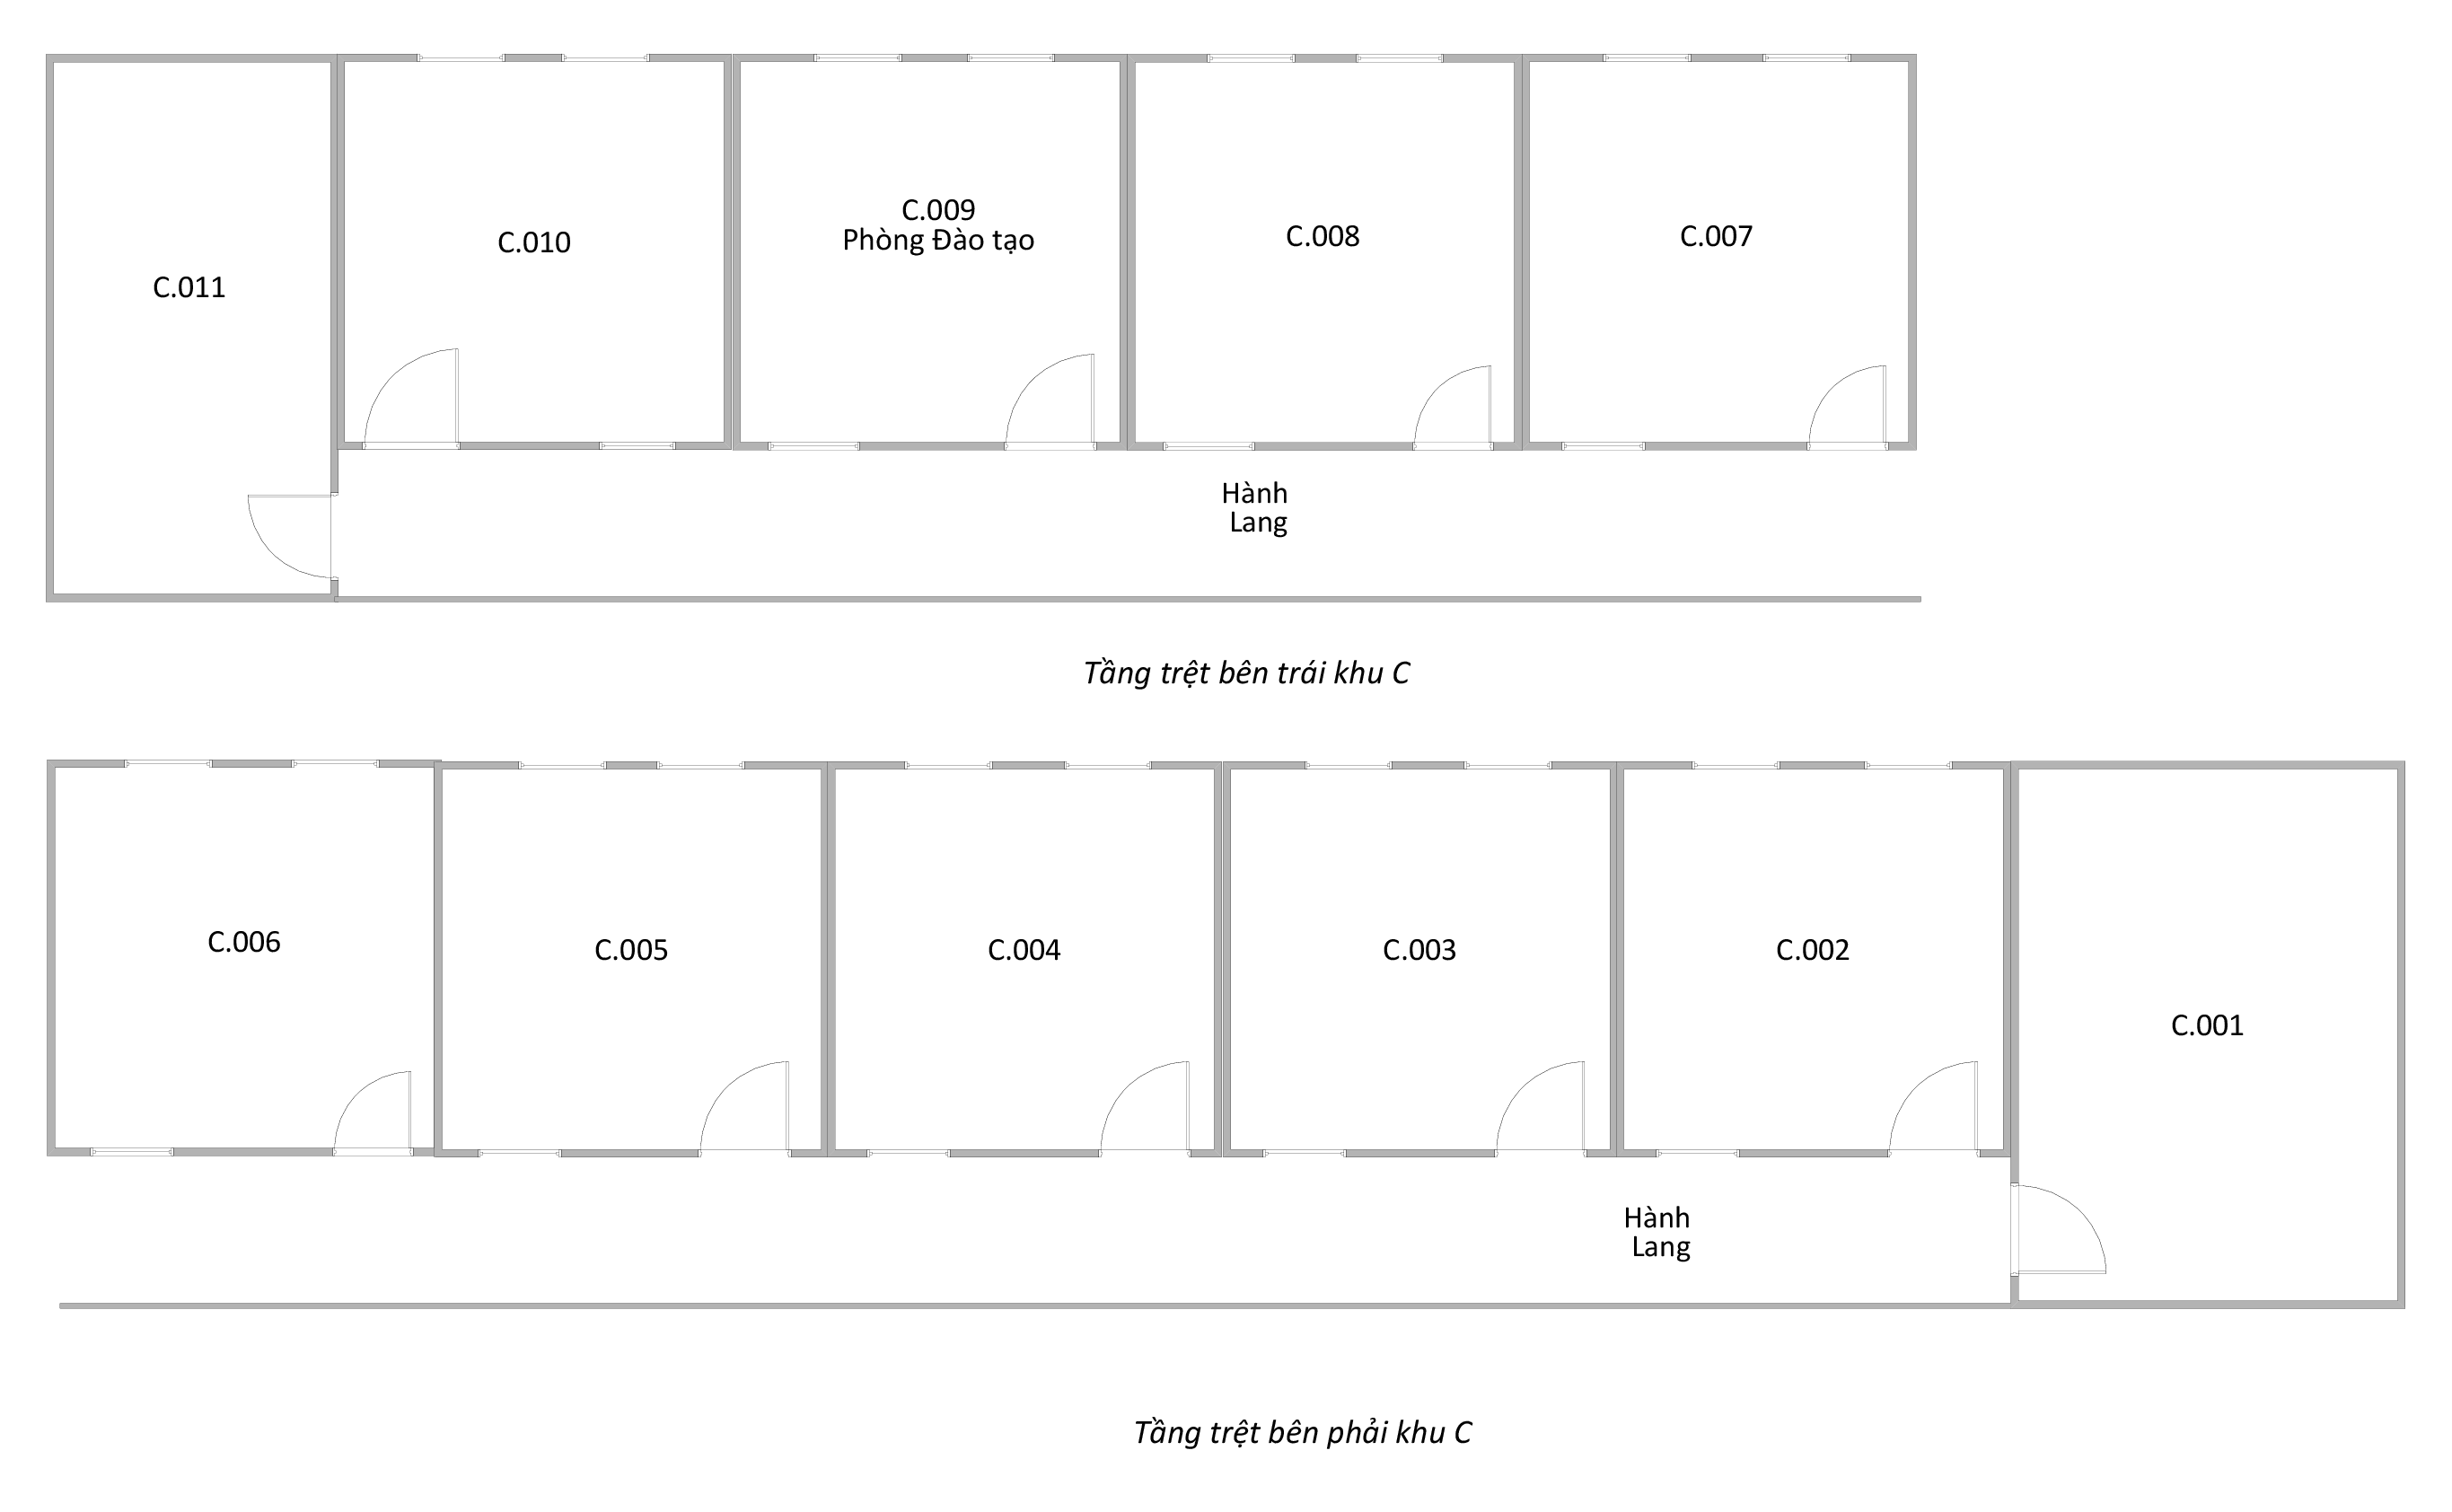 C.011
C.010
C.009
Phòng Đào tạo
C.008
C.007
Hành
Lang
Tầng trệt bên trái khu C
C.006
C.005
C.004
C.003
C.002
C.001
Hành
Lang
Tầng trệt bên phải khu C